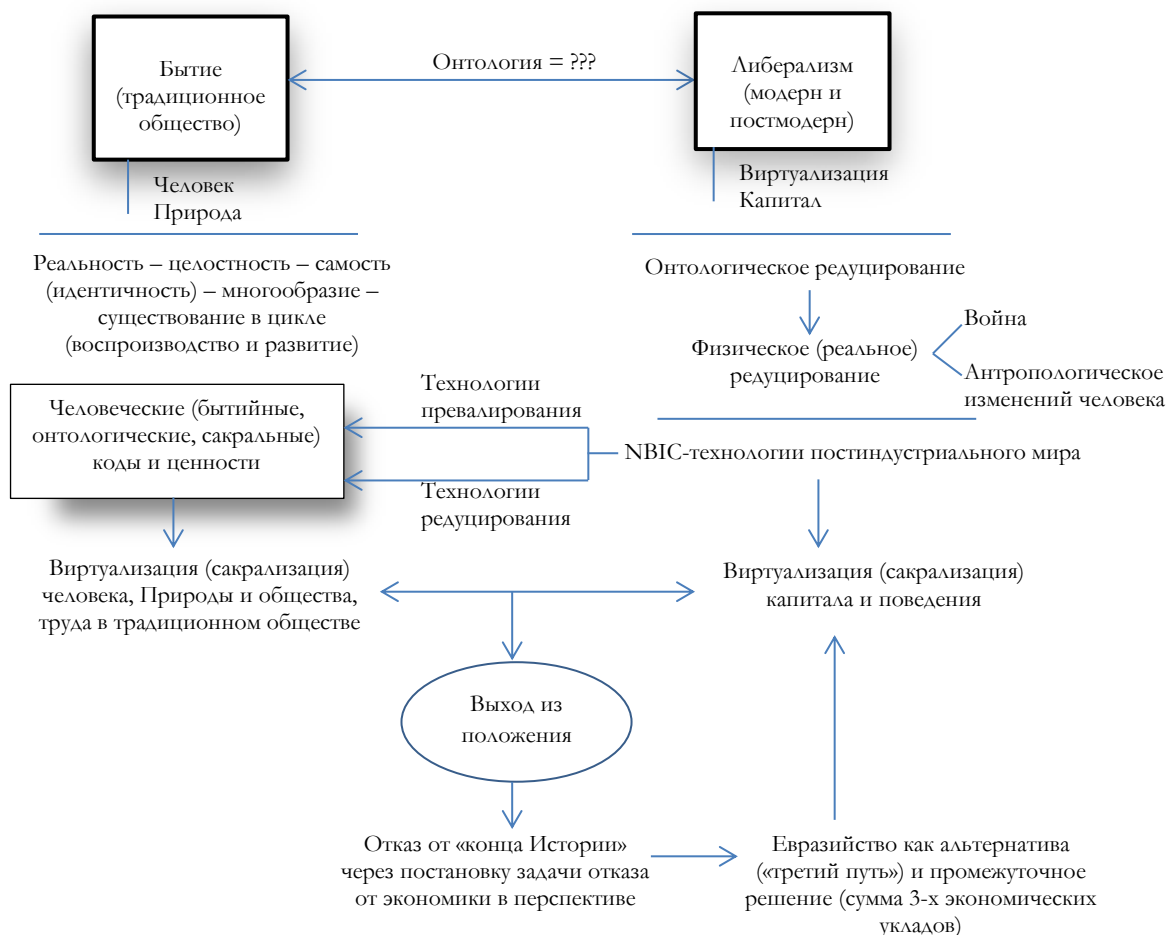 Бытие
(традиционное
общество)
Онтология = ???
Либерализм
(модерн и
постмодерн)
Человек
Природа
Виртуализация
Капитал
Реальность – целостность – самость
(идентичность) – многообразие –
существование в цикле
(воспроизводство и развитие)
Онтологическое редуцирование
Физическое (реальное)
редуцирование
Война
Антропологическое
изменений человека
Человеческие (бытийные,
онтологические, сакральные)
коды и ценности
Технологии
превалирования
Технологии
редуцирования
NBIC-технологии постиндустриального мира
Виртуализация (сакрализация)
человека, Природы и общества,
труда в традиционном обществе
Виртуализация (сакрализация)
капитала и поведения
Выход из
положения
Отказ от «конца Истории»
через постановку задачи отказа
от экономики в перспективе
Евразийство как альтернатива
(«третий путь») и промежуточное
решение (сумма 3-х экономических
укладов)